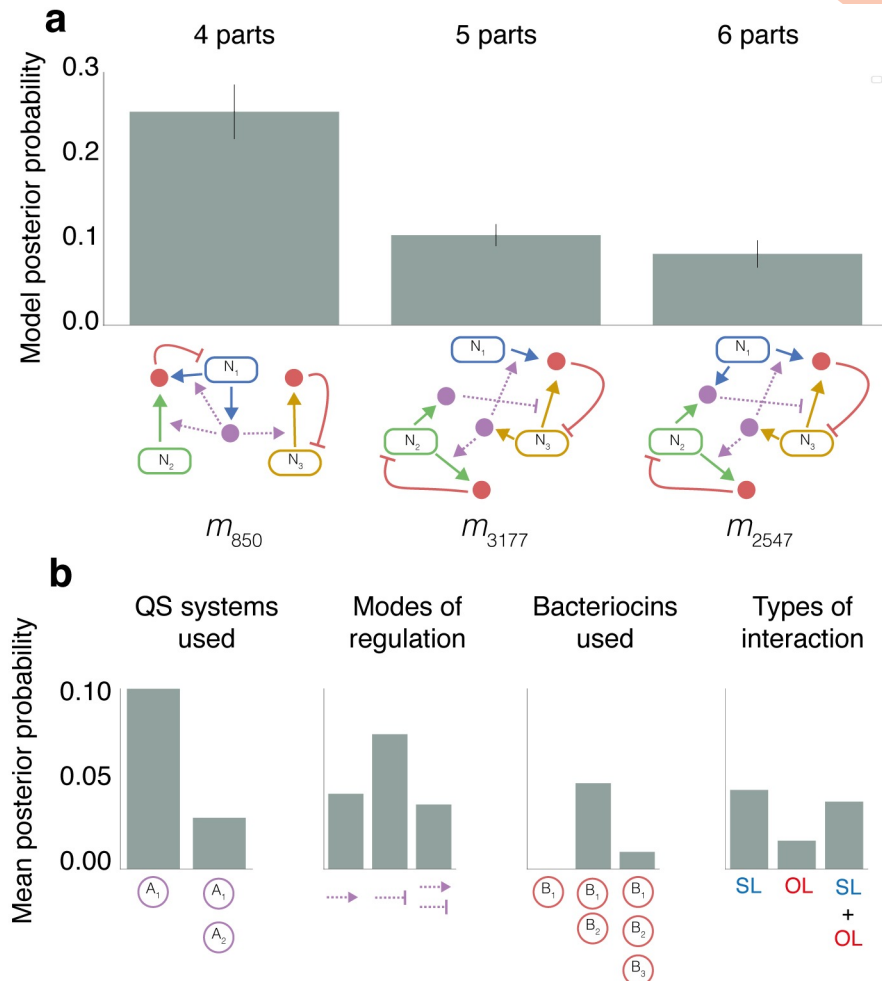 a
4 parts 5 parts 6 parts
Model posterior probability
0.3
0.2
0.1
0.0
N1 N2 N3
N1 N2 N3
N1 N2 N3
m850 m3177 m2547
b
QS systems used
Modes of regulation
Bacteriocins used
Types of interaction
Mean posterior probability
0.10
0.05
0.00
A1
A1
A2
B1
B1
B2
B1
B2
B3
SL
OL
SL
+
OL